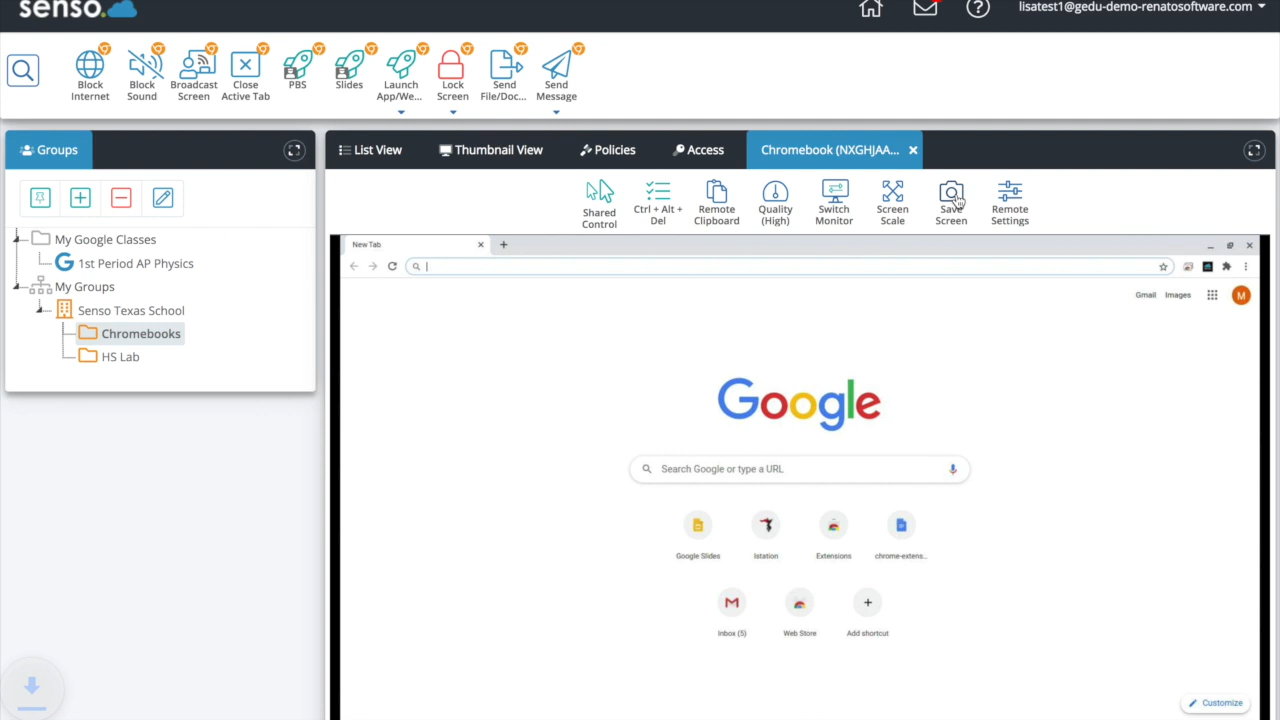 senso.
lisatest1@gedu-demo-renatosoftware.com
Block Internet
Block Sound
Broadcast Screen
Close Active Tab
PBS
Slides
Launch App/We...
Lock Screen
Send File/Doc...
Send Message
Groups
List View
Thumbnail View
Policies
Access
Chromebook (NXGHJAA...
Shared Control
Ctrl + Alt + Del
Remote Clipboard
Quality (High)
Switch Monitor
Screen Scale
Save Screen
Remote Settings
My Google Classes
1st Period AP Physics
My Groups
Senso Texas School
Chromebooks
HS Lab
New Tab
Gmail Images
M
Google
Search Google or type a URL
Google Slides
Istation
Extensions
chrome-extens...
Inbox (5)
Web Store
Add shortcut
Customize